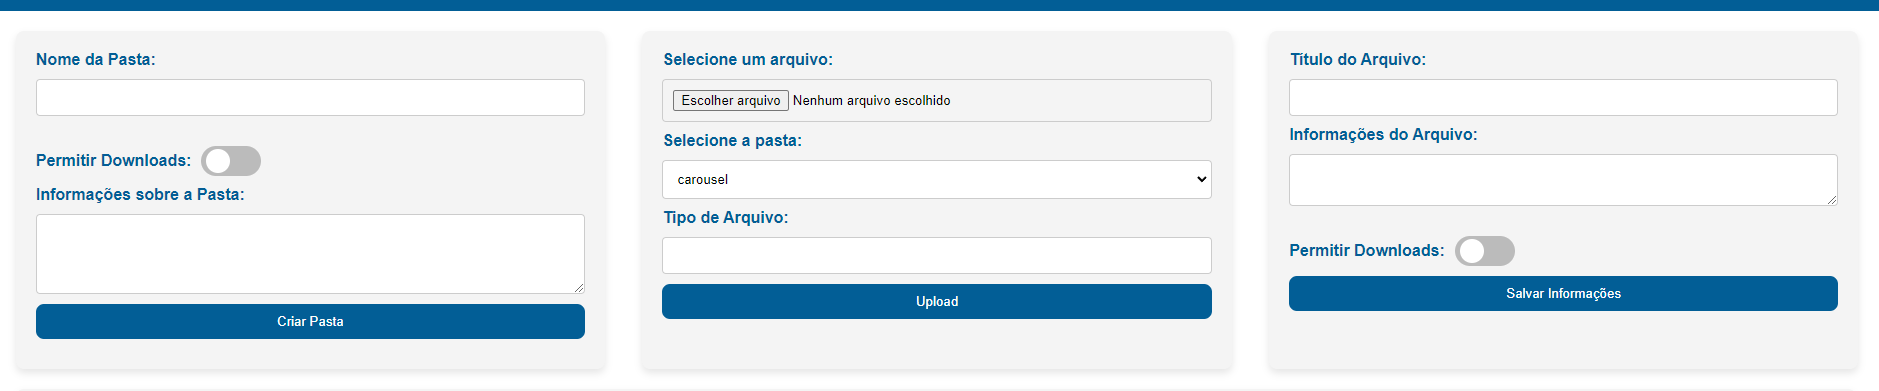 Nome da Pasta:
Permitir Downloads:
Informações sobre a Pasta:
Criar Pasta
Selecione um arquivo:
Escolher arquivo Nenhum arquivo escolhido
Selecione a pasta:
carousel
Tipo de Arquivo:
Upload
Título do Arquivo:
Informações do Arquivo:
Permitir Downloads:
Salvar Informações